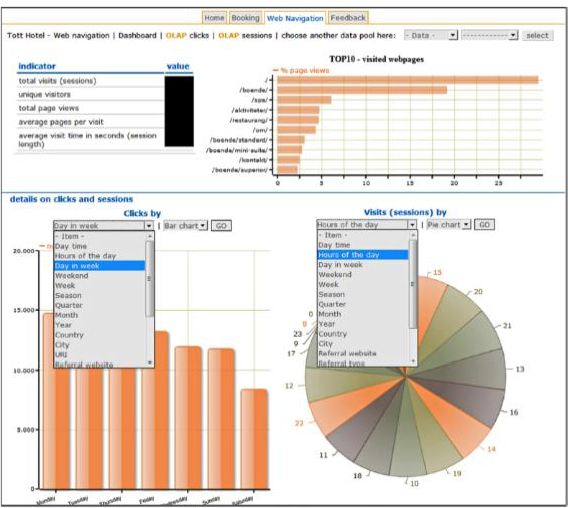 Home Booking Web Navigation Feedback
Tott Hotel - Web navigation | Dashboard | OLAP clicks | OLAP sessions | choose another data pool here: - Data - ------------- select
indicator value
total visits (sessions)
unique visitors
total page views
average pages per visit
average visit time in seconds (session length)
TOP10 - visited webpages
% page views
/
/boende/
/spa/
/aktiviteter/
/restaurang/
/om/
/boende/standard/
/boende/mini-suite/
/kontakt/
/boende/superior/
0 5 10 15 20 25
details on clicks and sessions
Clicks by
Day in week | Bar chart GO
- Item -
Day time
Hours of the day
Day in week
Weekend
Week
Season
Quarter
Month
Year
Country
City
URI
Referral website
20.000
15.000
10.000
5.000
0
Monday Tuesday Thursday Friday Wednesday Sunday Saturday
Visits (sessions) by
Hours of the day | Pie chart GO
- Item -
Day time
Hours of the day
Day in week
Weekend
Week
Season
Quarter
Month
Year
Country
City
Referral website
Referral type
15
20
21
13
16
14
19
10
18
11
22
12
17
9
23
8
0